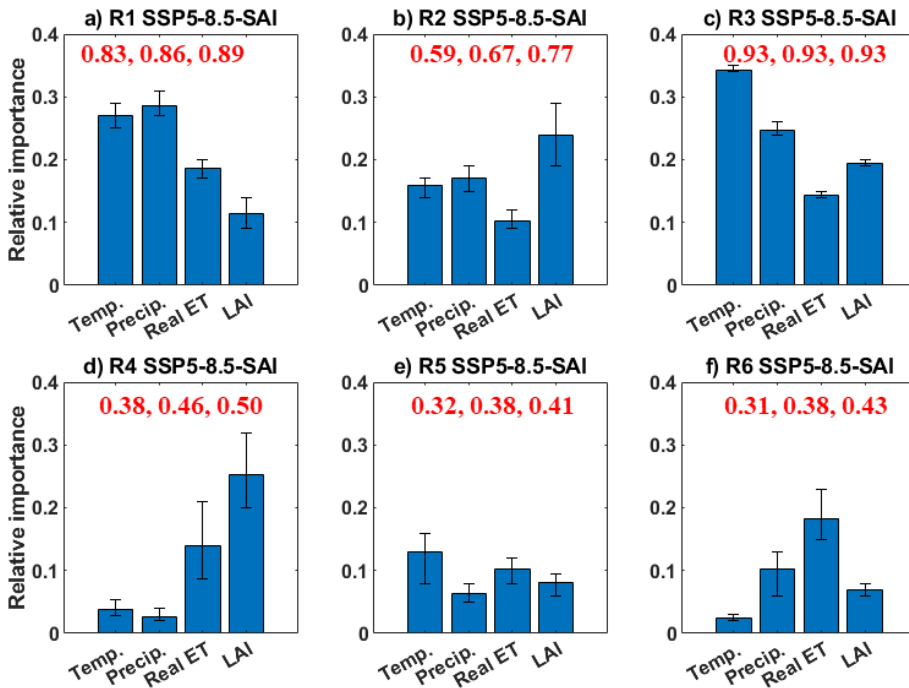 a) R1 SSP5-8.5-SAI
0.83, 0.86, 0.89
Relative importance
0.4
0.3
0.2
0.1
0
Temp.
Precip.
Real ET
LAI
b) R2 SSP5-8.5-SAI
0.59, 0.67, 0.77
0.4
0.3
0.2
0.1
0
Temp.
Precip.
Real ET
LAI
c) R3 SSP5-8.5-SAI
0.93, 0.93, 0.93
0.4
0.3
0.2
0.1
0
Temp.
Precip.
Real ET
LAI
d) R4 SSP5-8.5-SAI
0.38, 0.46, 0.50
Relative importance
0.4
0.3
0.2
0.1
0
Temp.
Precip.
Real ET
LAI
e) R5 SSP5-8.5-SAI
0.32, 0.38, 0.41
0.4
0.3
0.2
0.1
0
Temp.
Precip.
Real ET
LAI
f) R6 SSP5-8.5-SAI
0.31, 0.38, 0.43
0.4
0.3
0.2
0.1
0
Temp.
Precip.
Real ET
LAI